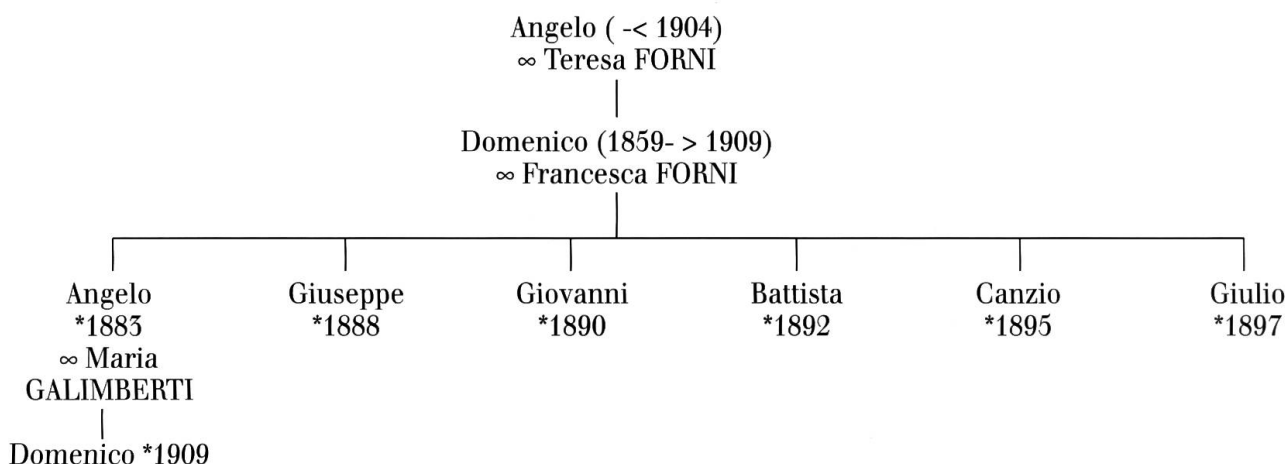 Angelo ( -< 1904)
∞ Teresa FORNI
Domenico (1859- > 1909)
∞ Francesca FORNI
Angelo Giuseppe Giovanni Battista Canzio Giulio
*1883 *1888 *1890 *1892 *1895 *1897
∞ Maria
GALIMBERTI
Domenico *1909